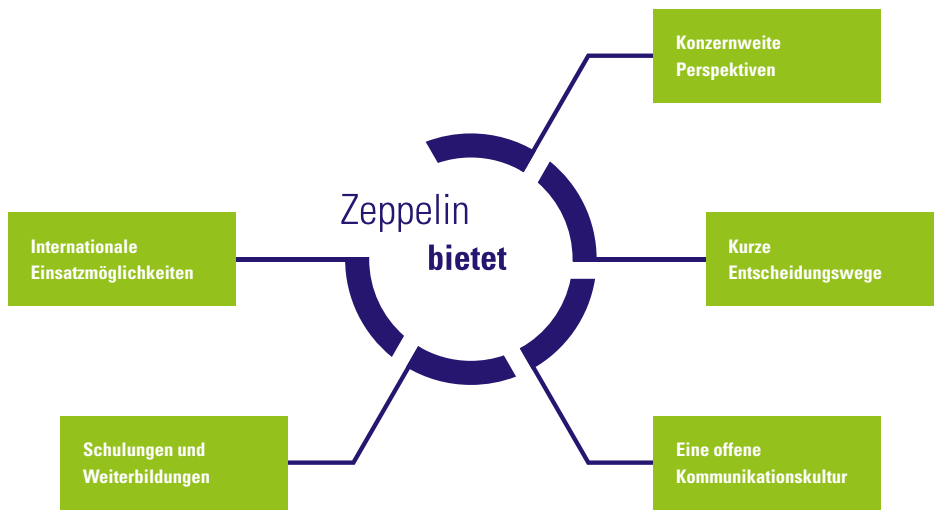 Zeppelin
bietet
Konzernweite
Perspektiven
Kurze
Entscheidungswege
Eine offene
Kommunikationskultur
Schulungen und
Weiterbildungen
Internationale
Einsatzmöglichkeiten